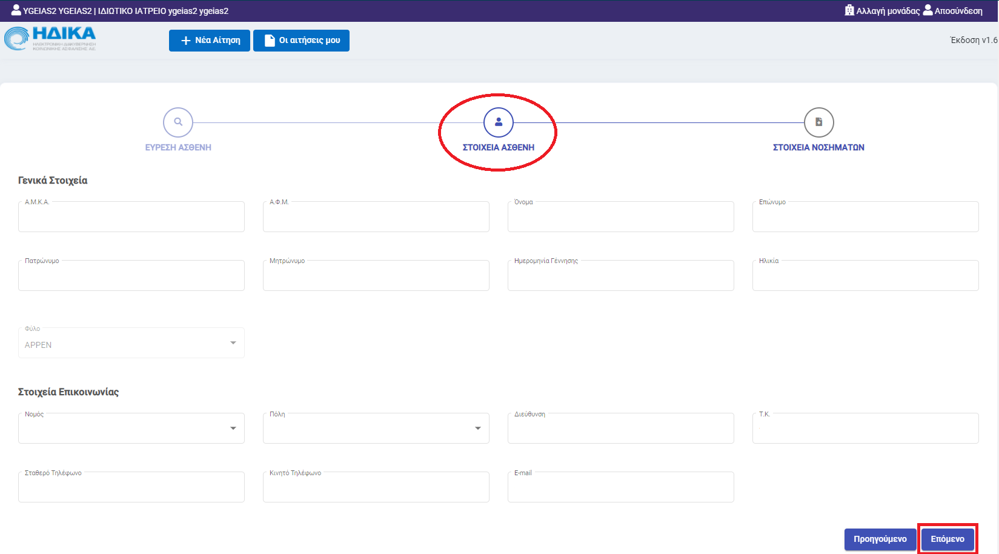 YGEIAS2 YGEIAS2 | ΙΔΙΩΤΙΚΟ ΙΑΤΡΕΙΟ ygeias2 ygeias2
Αλλαγή μονάδας Αποσύνδεση
ΗΔΙΚΑ
ΗΛΕΚΤΡΟΝΙΚΗ ΔΙΑΚΥΒΕΡΝΗΣΗ
ΚΟΙΝΩΝΙΚΗΣ ΑΣΦΑΛΙΣΗΣ Α.Ε.
Νέα Αίτηση
Οι αιτήσεις μου
Έκδοση v1.6
ΕΥΡΕΣΗ ΑΣΘΕΝΗ
ΣΤΟΙΧΕΙΑ ΑΣΘΕΝΗ
ΣΤΟΙΧΕΙΑ ΝΟΣΗΜΑΤΩΝ
Γενικά Στοιχεία
Α.Μ.Κ.Α.
Α.Φ.Μ.
Όνομα
Επώνυμο
Πατρώνυμο
Μητρώνυμο
Ημερομηνία Γέννησης
Ηλικία
Φύλο
ΑΡΡΕΝ
Στοιχεία Επικοινωνίας
Νομός
Πόλη
Διεύθυνση
Τ.Κ.
Σταθερό Τηλέφωνο
Κινητό Τηλέφωνο
E-mail
Προηγούμενο
Επόμενο